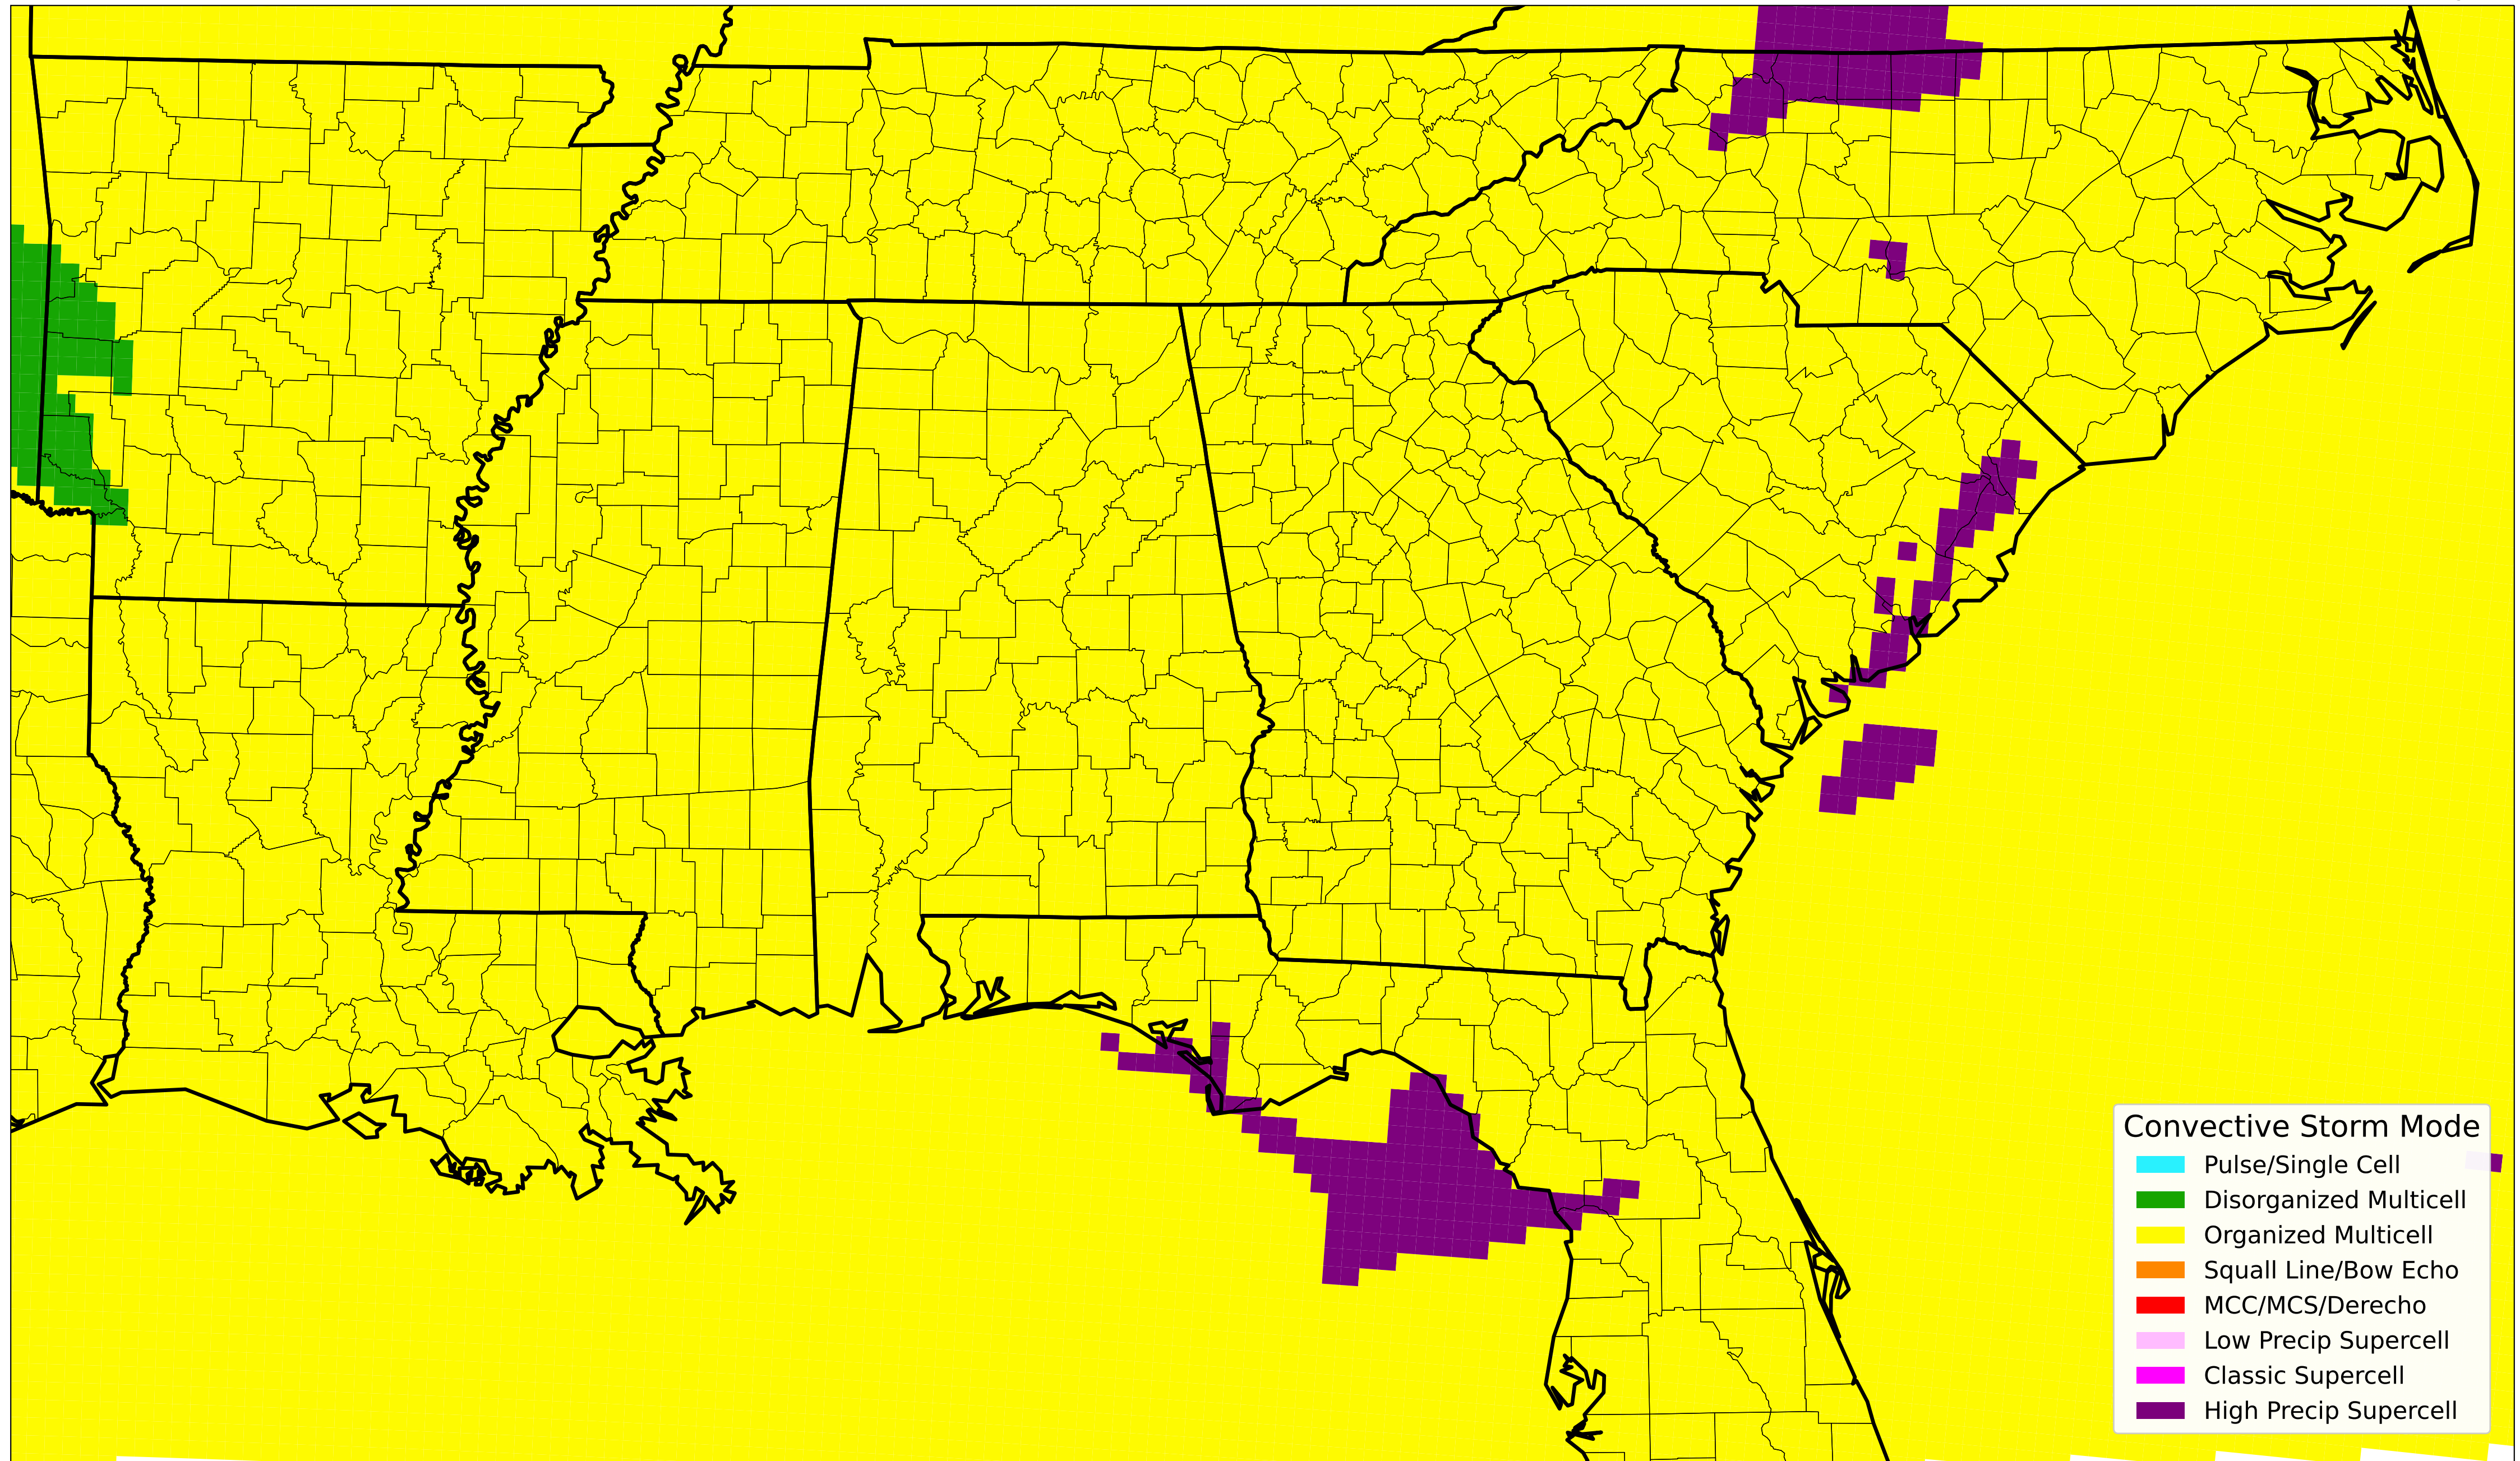 Convective Storm Mode
Pulse/Single Cell
Disorganized Multicell
Organized Multicell
Squall Line/Bow Echo
MCC/MCS/Derecho
Low Precip Supercell
Classic Supercell
High Precip Supercell